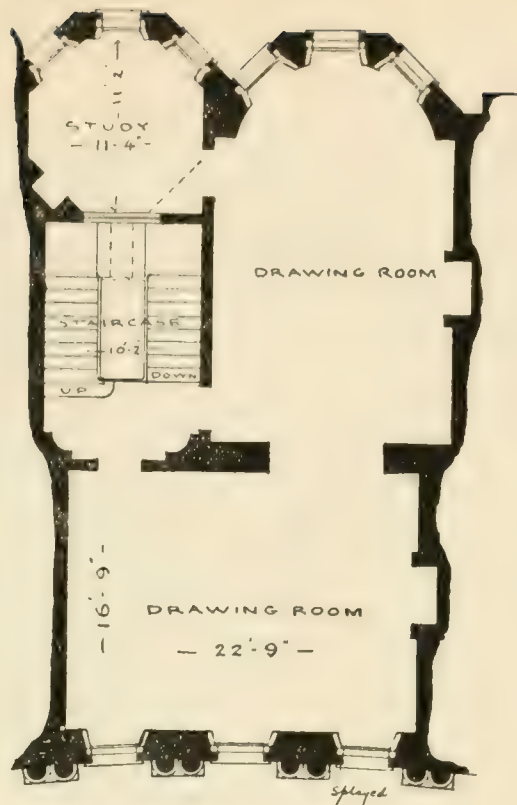 11'·2"
STUDY
— 11'·4" —
DRAWING ROOM
STAIRCASE
— 10'·2"
DOWN
UP
— 16'·9" —
DRAWING ROOM
— 22'·9" —
Splayed